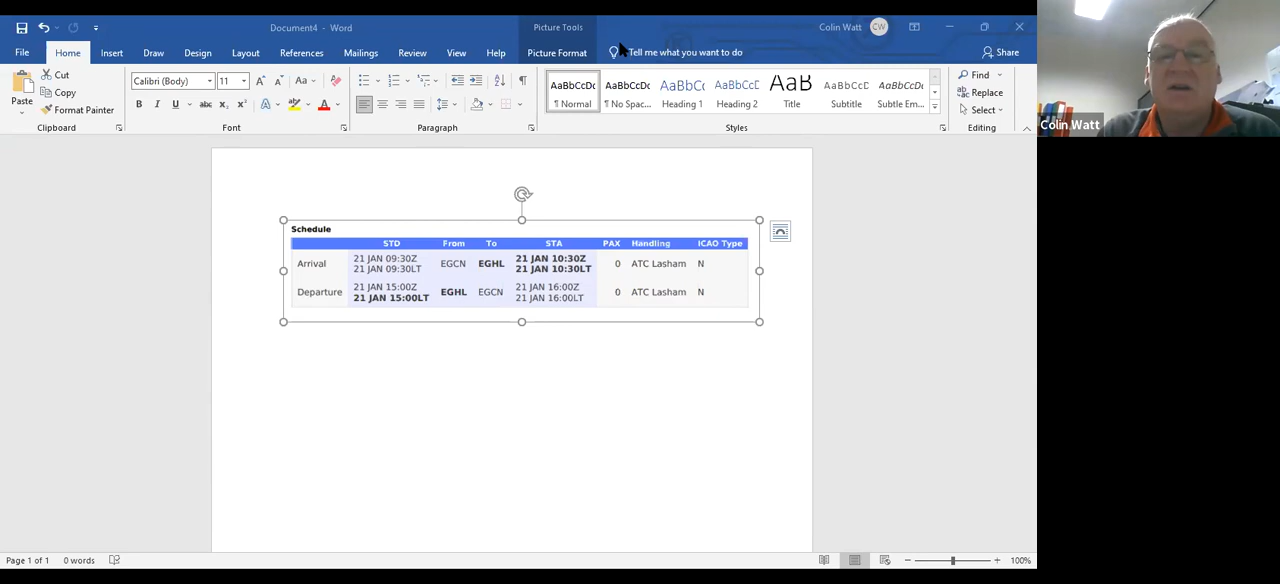 Document4 - Word
Picture Tools
Colin Watt
CW
File
Home
Insert
Draw
Design
Layout
References
Mailings
Review
View
Help
Picture Format
Tell me what you want to do
Share
Paste
Cut
Copy
Format Painter
Clipboard
Calibri (Body)
11
Font
Paragraph
AaBbCcDc
¶ Normal
AaBbCcDc
¶ No Spac...
AaBbCc
Heading 1
AaBbCcD
Heading 2
AaB
Title
AaBbCcD
Subtitle
AaBbCcDc
Subtle Em...
Styles
Find
Replace
Select
Editing
Colin Watt
Schedule
STD From To STA PAX Handling ICAO Type
Arrival 21 JAN 09:30Z EGCN EGHL 21 JAN 10:30Z 0 ATC Lasham N
21 JAN 09:30LT 21 JAN 10:30LT
Departure 21 JAN 15:00Z EGHL EGCN 21 JAN 16:00Z 0 ATC Lasham N
21 JAN 15:00LT 21 JAN 16:00LT
Page 1 of 1 0 words
100%